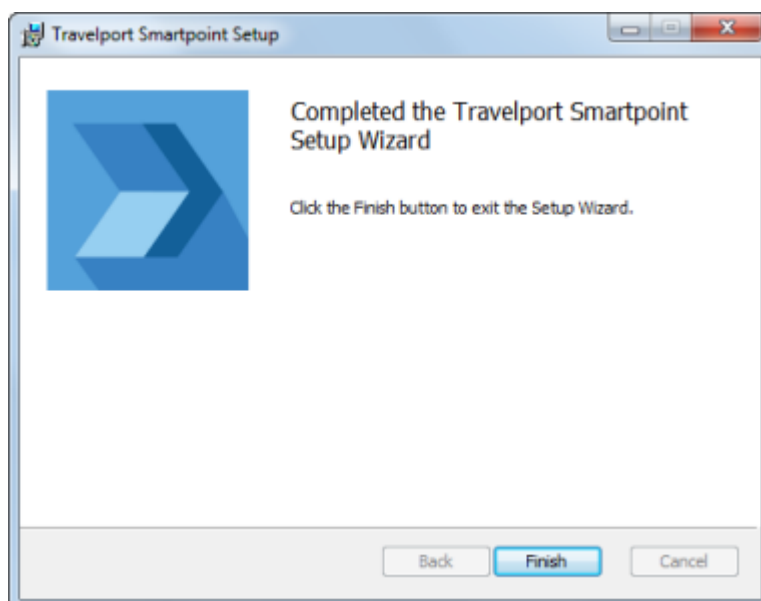 Travelport Smartpoint Setup
Completed the Travelport Smartpoint
Setup Wizard
Click the Finish button to exit the Setup Wizard.
Back Finish Cancel